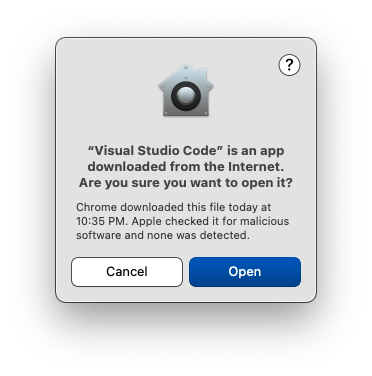 ?
“Visual Studio Code” is an app
downloaded from the Internet.
Are you sure you want to open it?
Chrome downloaded this file today at
10:35 PM. Apple checked it for malicious
software and none was detected.
Cancel
Open